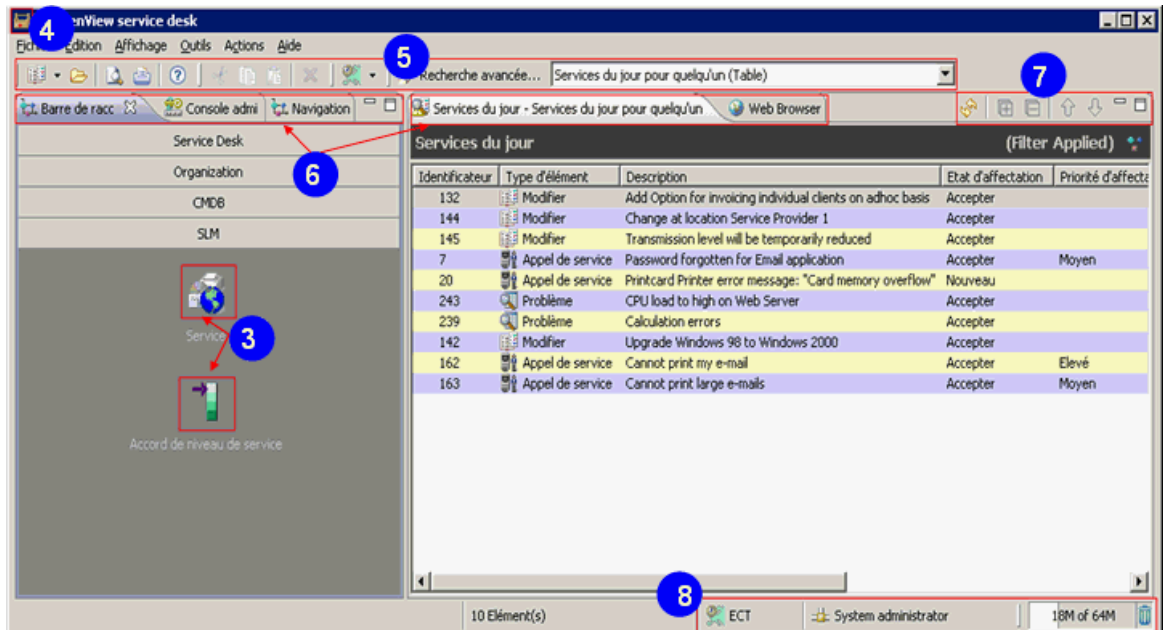 4 enView service desk
Edition Affichage Outils Actions Aide
5
Recherche avancée... Services du jour pour quelqu'un (Table)
7
Barre de racc Console admi Navigation
Services du jour - Services du jour pour quelqu'un Web Browser
Service Desk
Organization
CMDB
SLM
6
Services du jour (Filter Applied)
Identificateur Type d'élément Description Etat d'affectation Priorité d'affecta
132 Modifier Add Option for invoicing individual clients on adhoc basis Accepter
144 Modifier Change at location Service Provider 1 Accepter
145 Modifier Transmission level will be temporarily reduced Accepter
7 Appel de service Password forgotten for Email application Accepter Moyen
20 Appel de service Printcard Printer error message: "Card memory overflow" Nouveau
243 Problème CPU load to high on Web Server Accepter
239 Problème Calculation errors Accepter
142 Modifier Upgrade Windows 98 to Windows 2000 Accepter
162 Appel de service Cannot print my e-mail Accepter Elevé
163 Appel de service Cannot print large e-mails Accepter Moyen
Service
3
Accord de niveau de service
8
10 Elément(s) ECT System administrator 18M of 64M